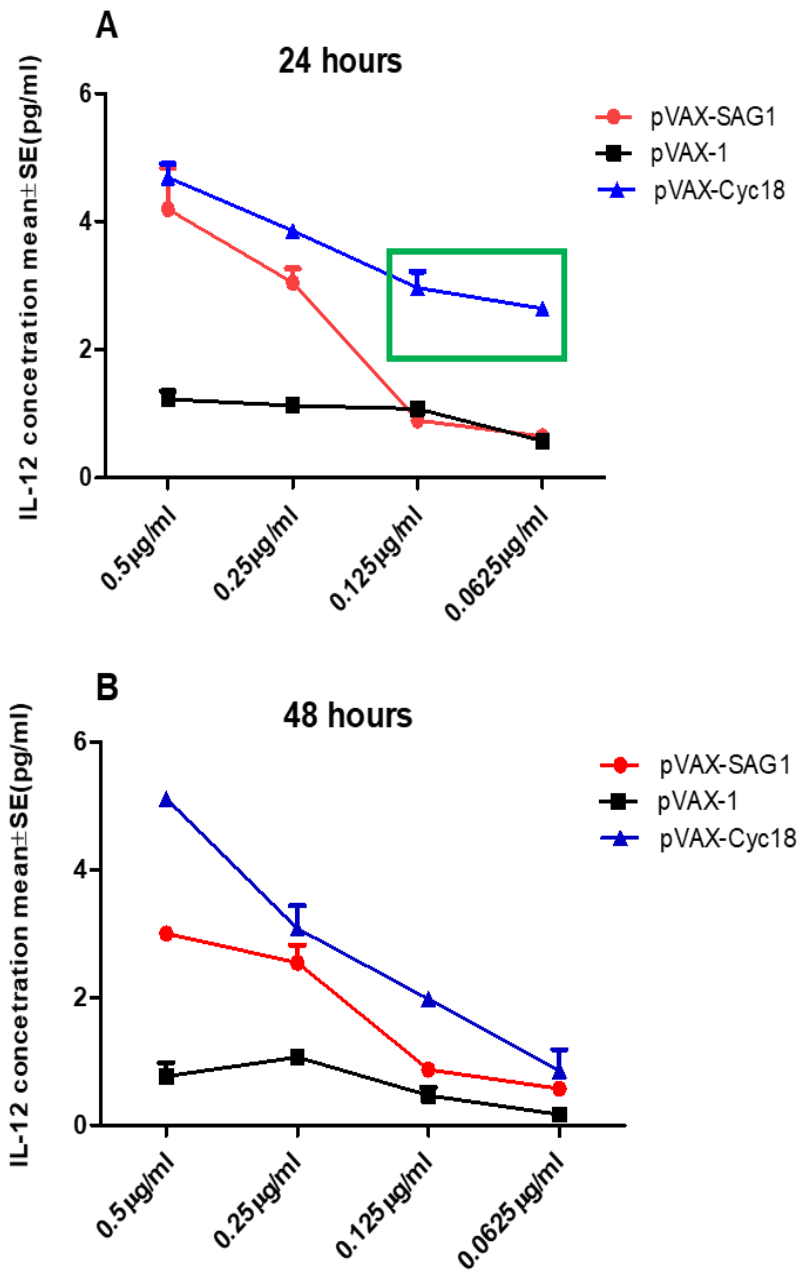 A
24 hours
IL-12 concetration mean±SE(pg/ml)
6
4
2
0
0.5µg/ml
0.25µg/ml
0.125µg/ml
0.0625µg/ml
pVAX-SAG1
pVAX-1
pVAX-Cyc18
B
48 hours
IL-12 concetration mean±SE(pg/ml)
6
4
2
0
0.5µg/ml
0.25µg/ml
0.125µg/ml
0.0625µg/ml
pVAX-SAG1
pVAX-1
pVAX-Cyc18